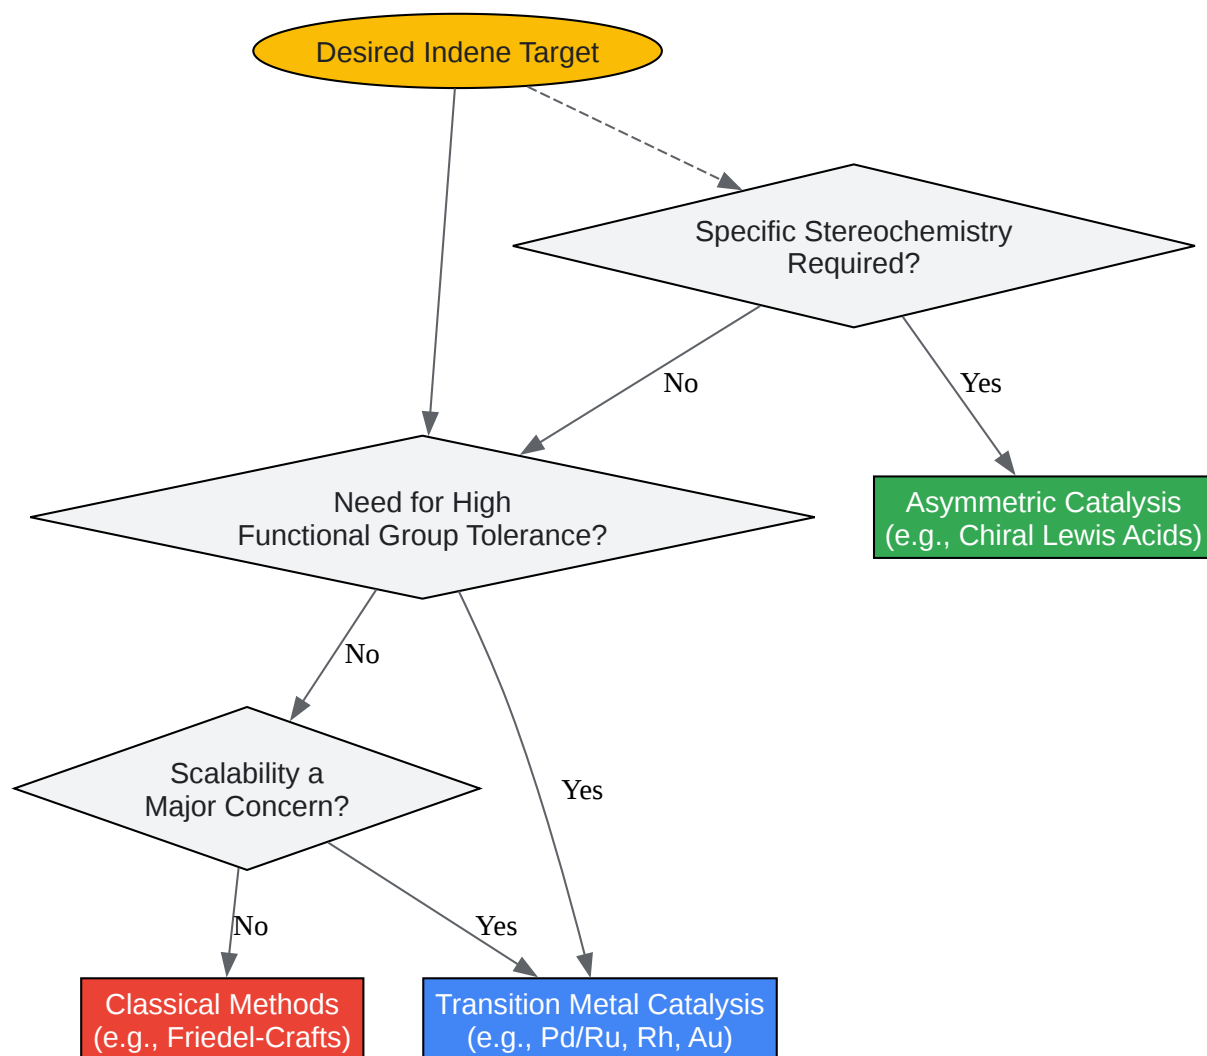 Desired Indene Target
Specific Stereochemistry
Required?
No
Yes
Need for High
Functional Group Tolerance?
Asymmetric Catalysis
(e.g., Chiral Lewis Acids)
No
Scalability a
Major Concern?
Yes
No
Yes
Classical Methods
(e.g., Friedel-Crafts)
Transition Metal Catalysis
(e.g., Pd/Ru, Rh, Au)